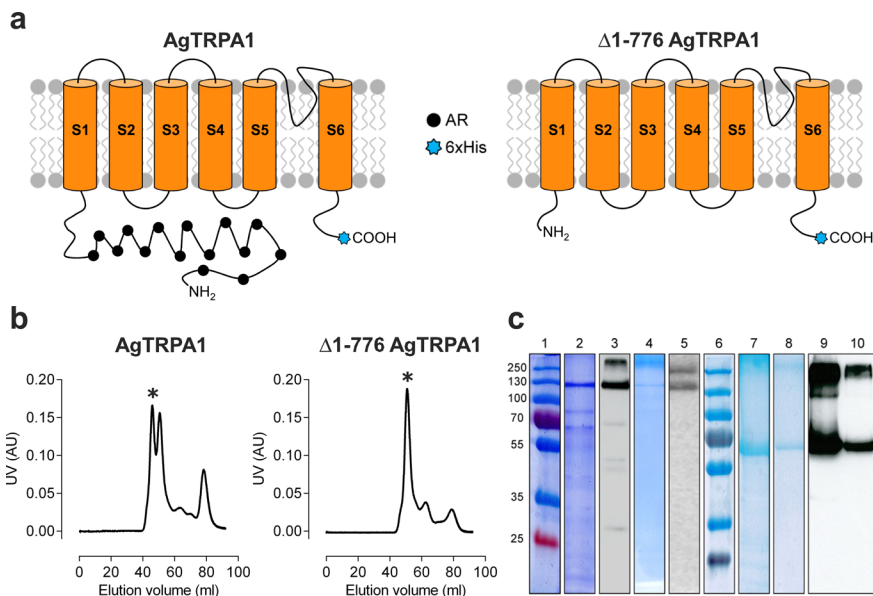 a
AgTRPA1
Δ1-776 AgTRPA1
S1 S2 S3 S4 S5 S6
AR
6xHis
S1 S2 S3 S4 S5 S6
COOH
NH2
NH2
COOH
b
AgTRPA1
Δ1-776 AgTRPA1
*
*
UV (AU)
0.20
0.15
0.10
0.05
0.00
0 20 40 60 80 100
Elution volume (ml)
UV (AU)
0.20
0.15
0.10
0.05
0.00
0 20 40 60 80 100
Elution volume (ml)
c
1 2 3 4 5 6 7 8 9 10
250
130
100
70
55
35
25